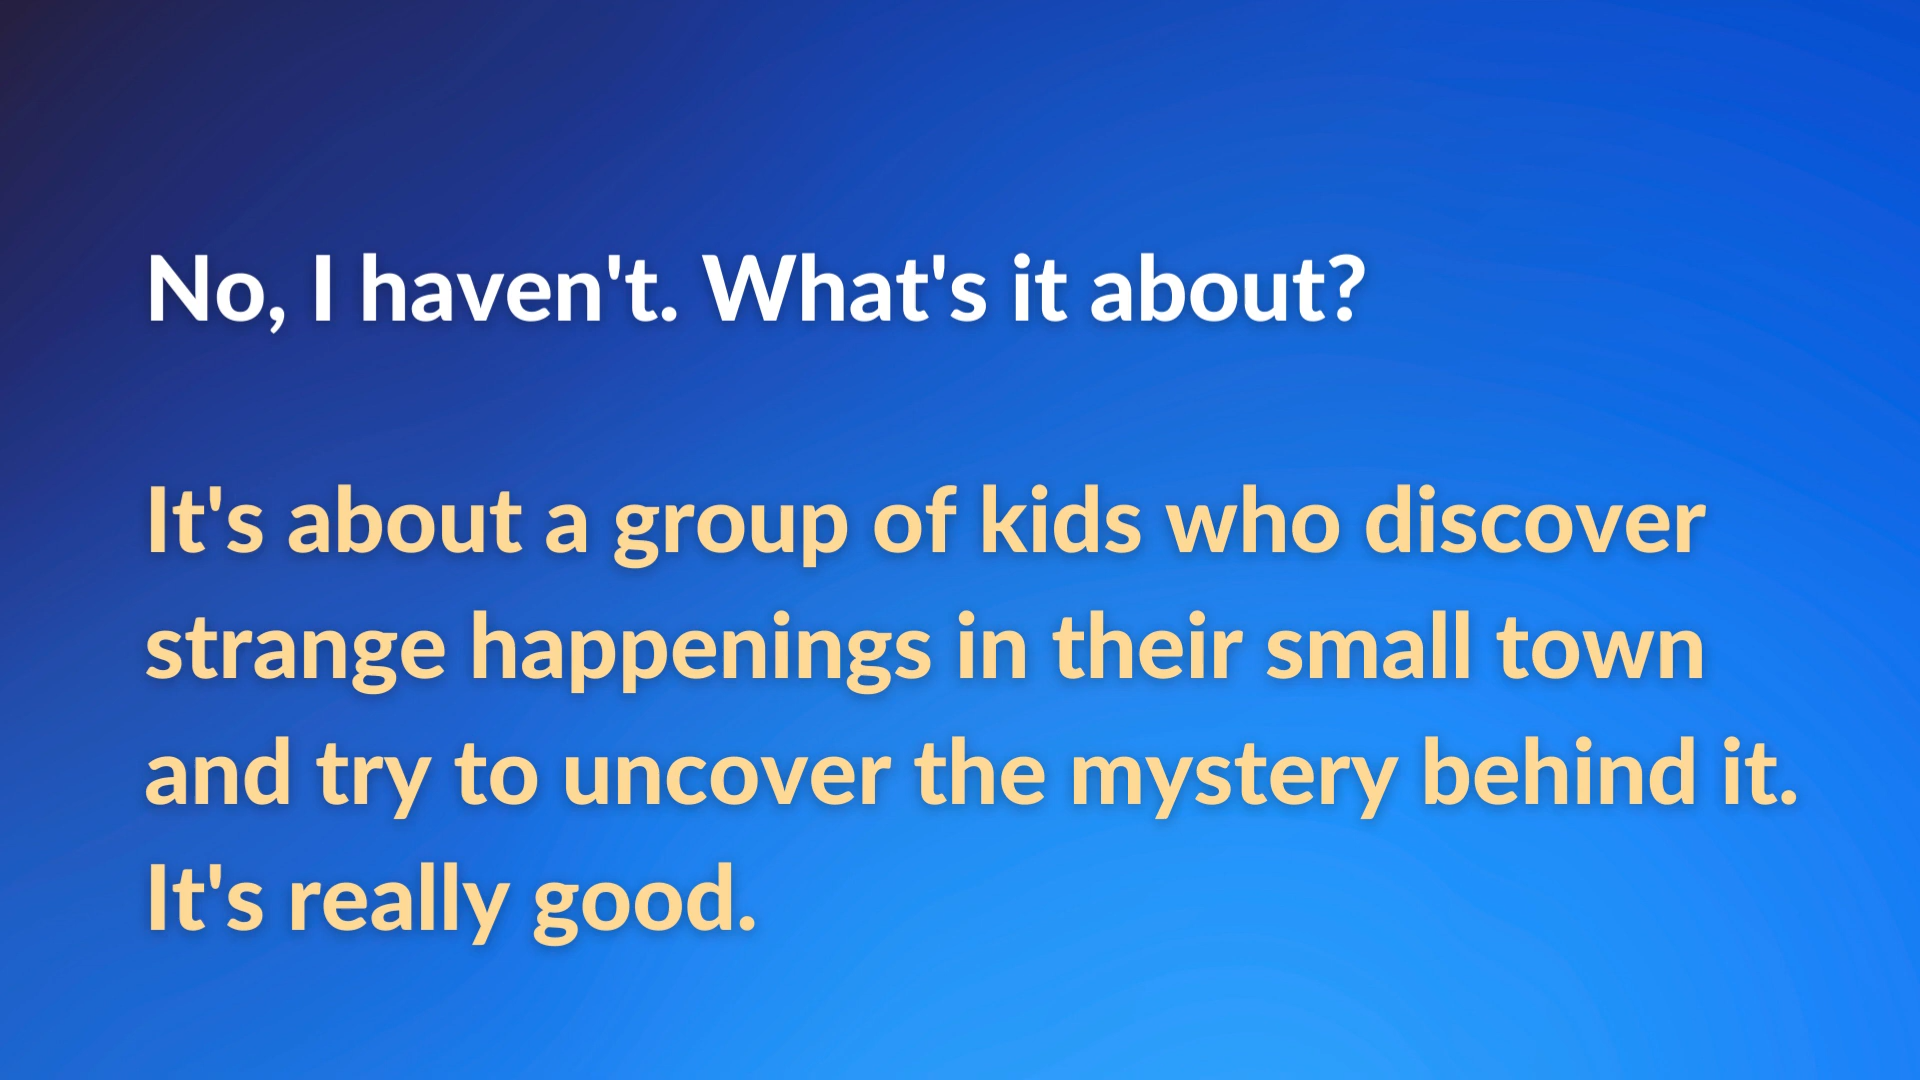 No, I haven't. What's it about?
It's about a group of kids who discover
strange happenings in their small town
and try to uncover the mystery behind it.
It's really good.